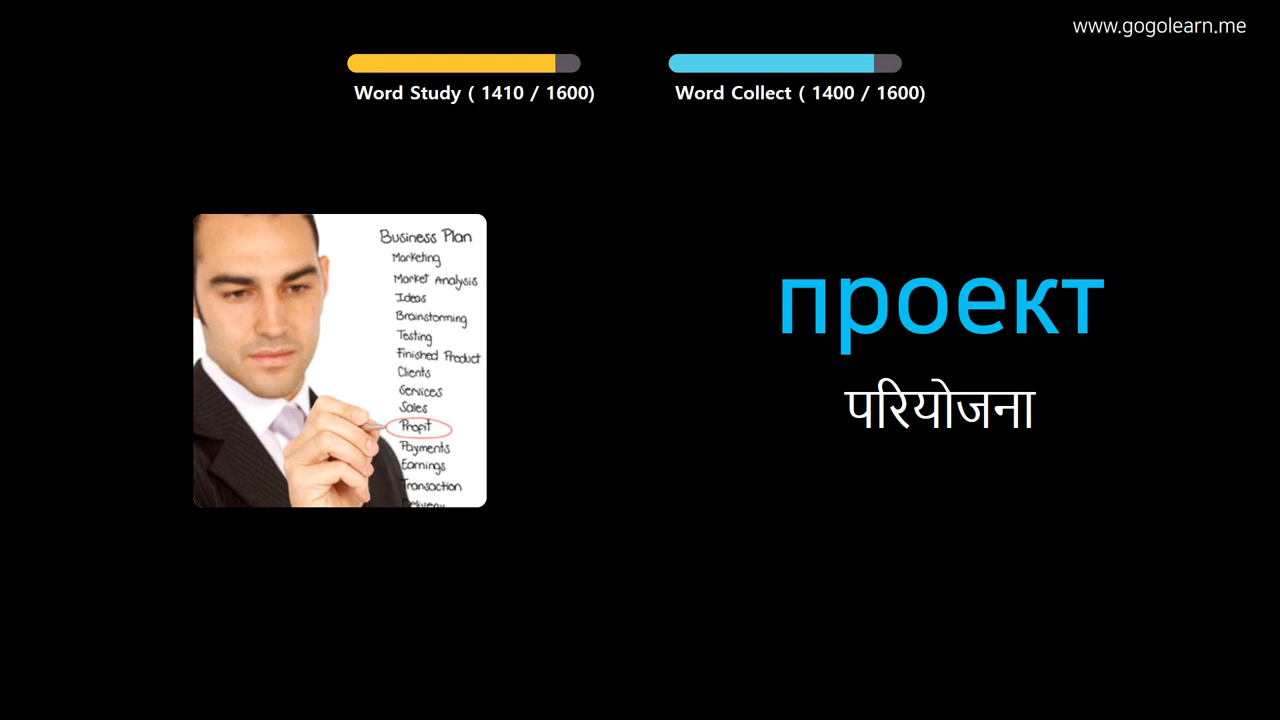 www.gogolearn.me
Word Study ( 1410 / 1600)
Word Collect ( 1400 / 1600)
Business Plan
Marketing
Market Analysis
Ideas
Brainstorming
Testing
Finished Product
Clients
Services
Sales
Profit
Payments
Earnings
Transaction
Delivery
проект
परियोजना